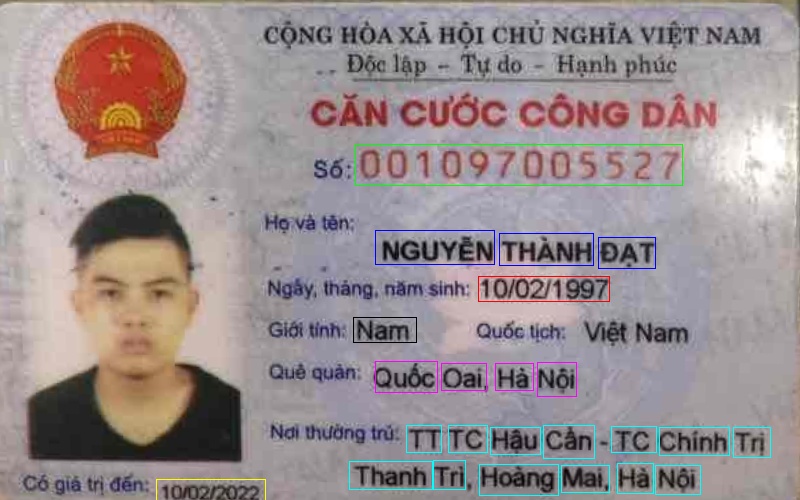 CỘNG HÒA XÃ HỘI CHỦ NGHĨA VIỆT NAM
Độc lập - Tự do - Hạnh phúc
CĂN CƯỚC CÔNG DÂN
Số: 001097005527
Họ và tên:
NGUYỄN THÀNH ĐẠT
Ngày, tháng, năm sinh: 10/02/1997
Giới tính: Nam Quốc tịch: Việt Nam
Quê quán: Quốc Oai, Hà Nội
Nơi thường trú: TT TC Hậu Cần - TC Chính Trị
Thanh Trì, Hoàng Mai, Hà Nội
Có giá trị đến: 10/02/2022